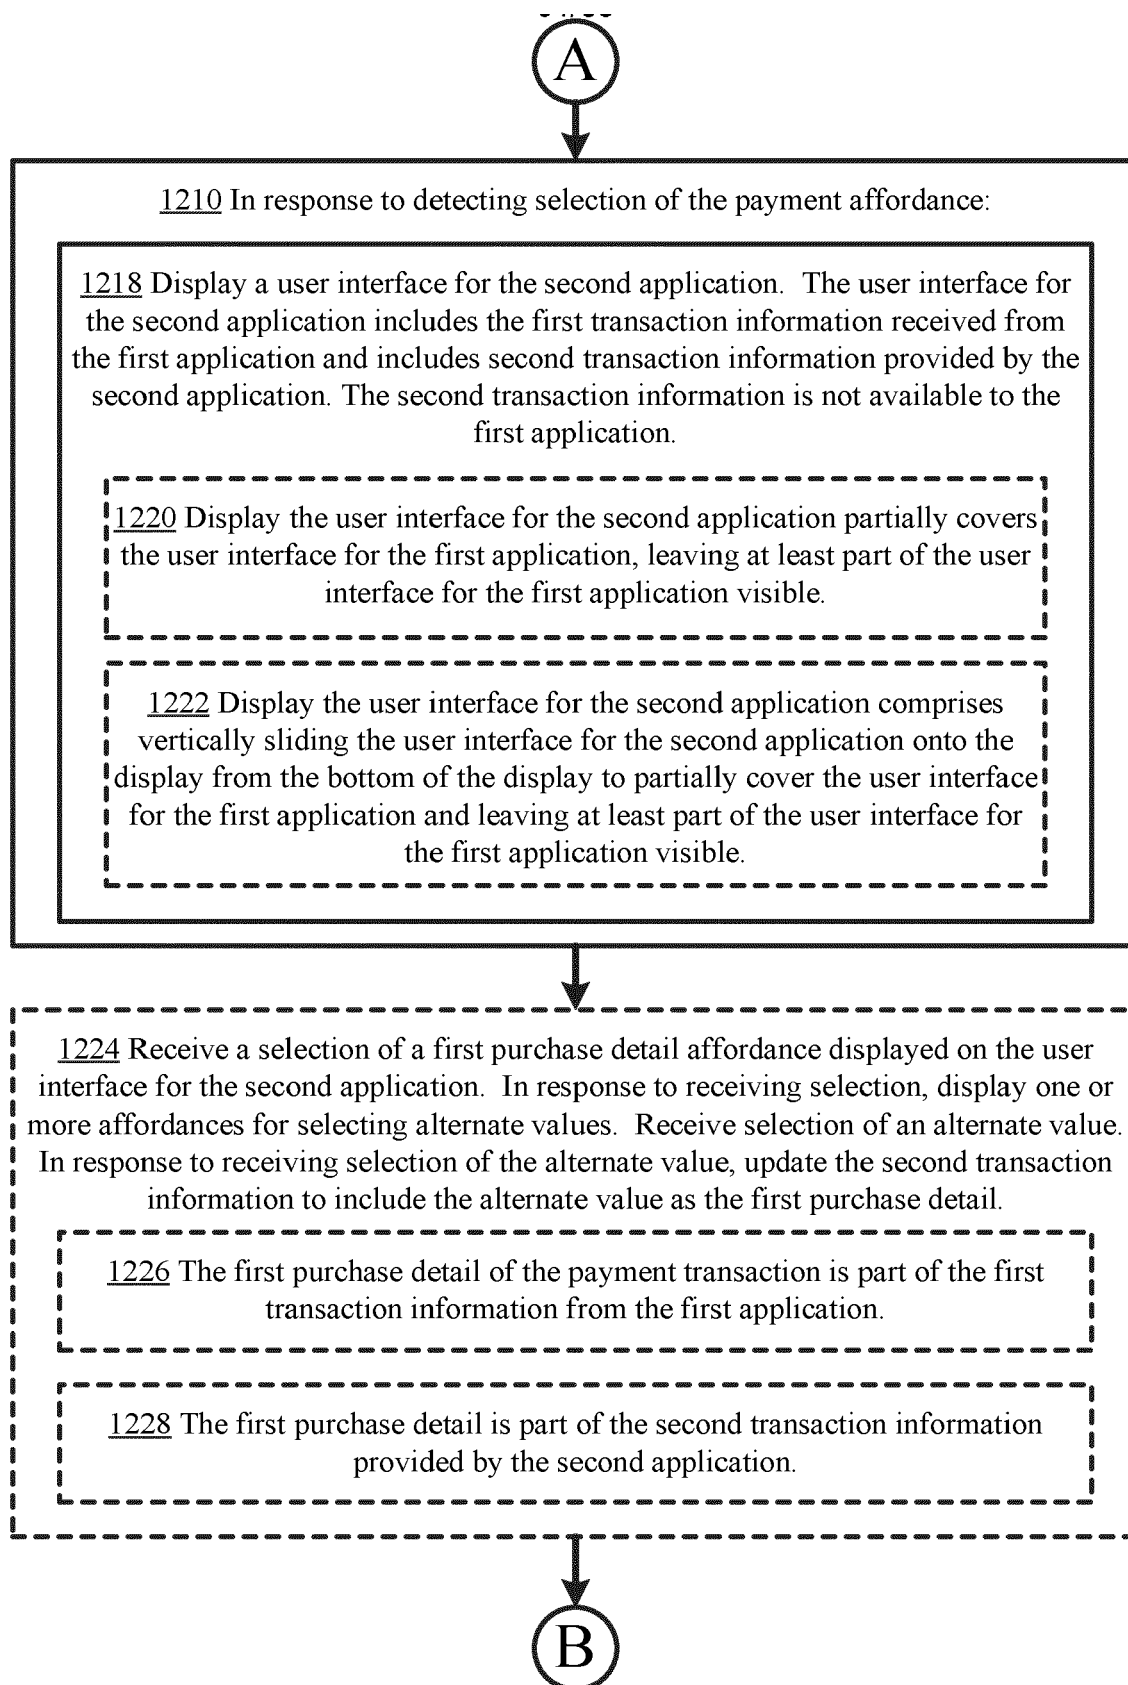 A
1210 In response to detecting selection of the payment affordance:
1218 Display a user interface for the second application. The user interface for
the second application includes the first transaction information received from
the first application and includes second transaction information provided by the
second application. The second transaction information is not available to the
first application.
1220 Display the user interface for the second application partially covers
the user interface for the first application, leaving at least part of the user
interface for the first application visible.
1222 Display the user interface for the second application comprises
vertically sliding the user interface for the second application onto the
display from the bottom of the display to partially cover the user interface
for the first application and leaving at least part of the user interface for
the first application visible.
1224 Receive a selection of a first purchase detail affordance displayed on the user
interface for the second application. In response to receiving selection, display one or
more affordances for selecting alternate values. Receive selection of an alternate value.
In response to receiving selection of the alternate value, update the second transaction
information to include the alternate value as the first purchase detail.
1226 The first purchase detail of the payment transaction is part of the first
transaction information from the first application.
1228 The first purchase detail is part of the second transaction information
provided by the second application.
B